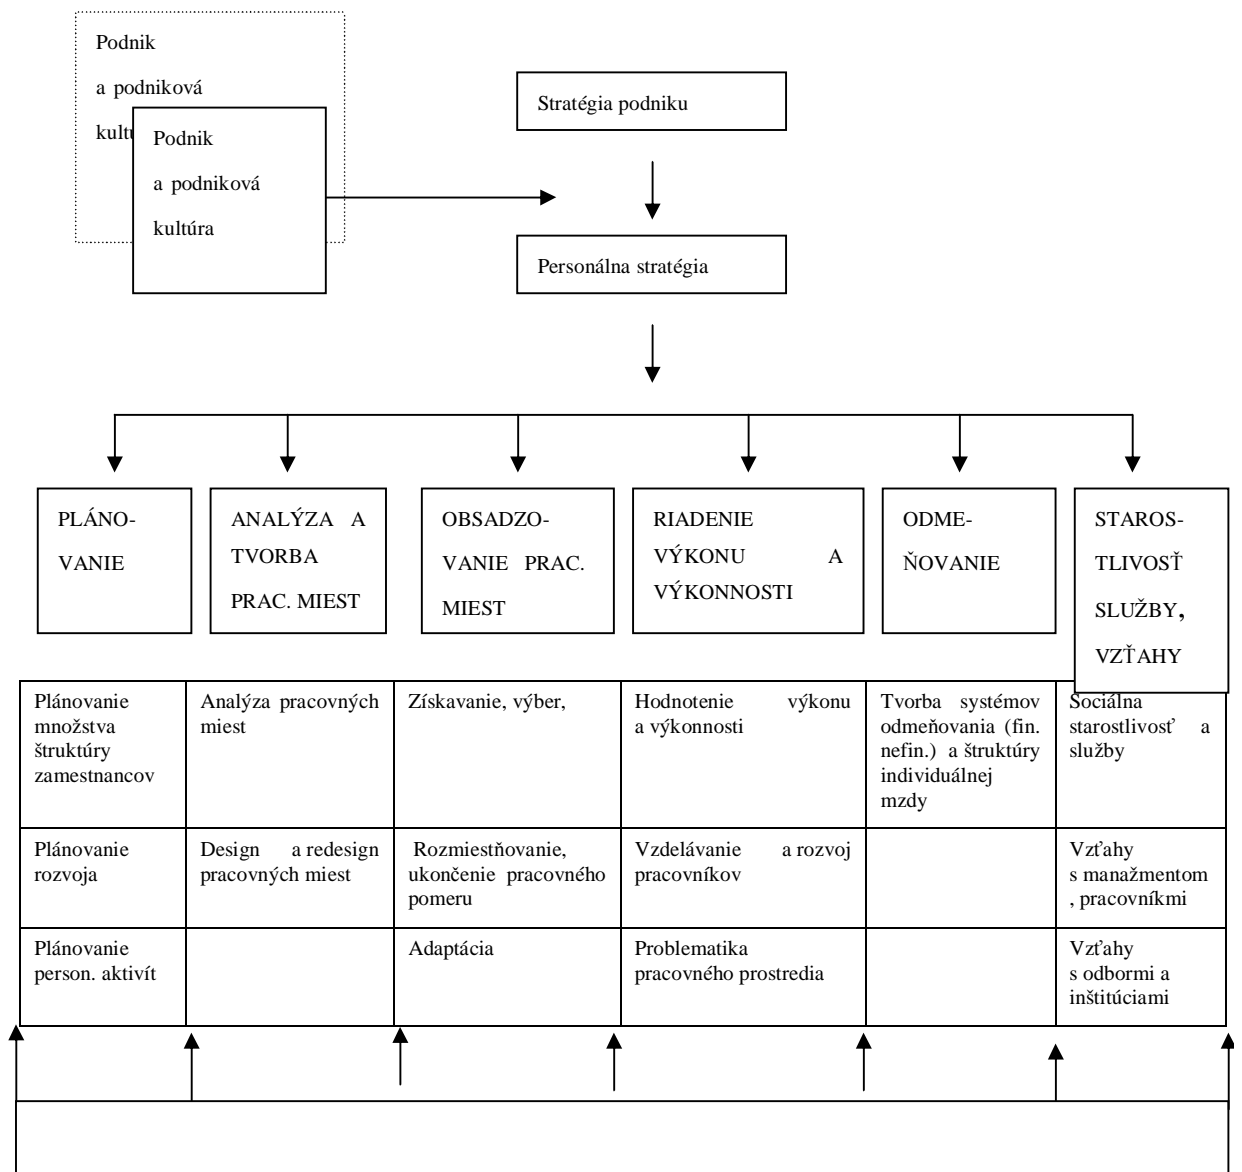 Podnik
a podniková
Podnik
a podniková
kultúra
Stratégia podniku
Personálna stratégia
PLÁNO-
VANIE
ANALÝZA A
TVORBA
PRAC. MIEST
OBSADZO-
VANIE PRAC.
MIEST
RIADENIE
VÝKONU A
VÝKONNOSTI
ODME-
ŇOVANIE
STAROS-
TLIVOSŤ
SLUŽBY,
VZŤAHY
Plánovanie
množstva
štruktúry
zamestnancov
Analýza pracovných
miest
Získavanie, výber,
Hodnotenie výkonu
a výkonnosti
Tvorba systémov
odmeňovania (fin.
nefin.) a štruktúry
individuálnej
mzdy
Sociálna
starostlivosť a
služby
Plánovanie
rozvoja
Design a redesign
pracovných miest
Rozmiestňovanie,
ukončenie pracovného
pomeru
Vzdelávanie a rozvoj
pracovníkov
Vzťahy
s manažmentom
, pracovníkmi
Plánovanie
person. aktivít
Adaptácia
Problematika
pracovného prostredia
Vzťahy
s odbormi a
inštitúciami